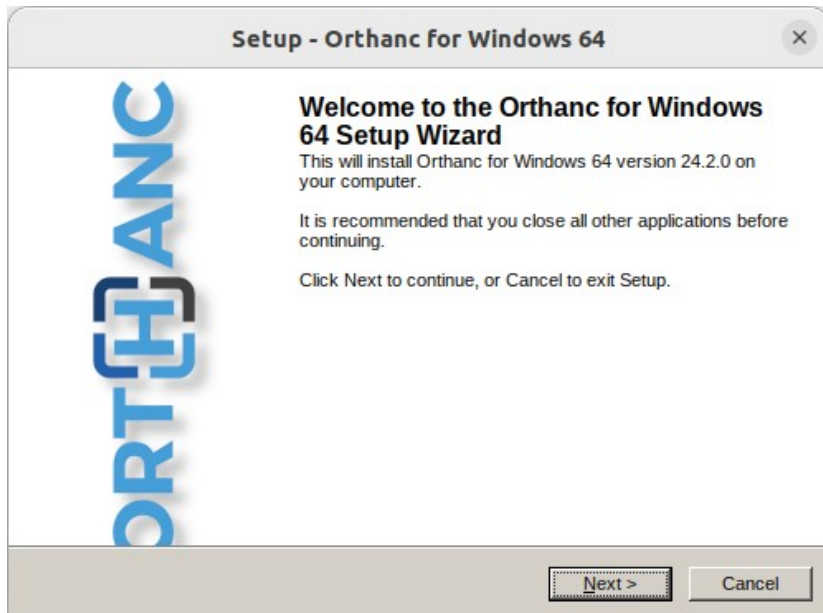 Setup - Orthanc for Windows 64
ORTHANC
Welcome to the Orthanc for Windows
64 Setup Wizard
This will install Orthanc for Windows 64 version 24.2.0 on
your computer.
It is recommended that you close all other applications before
continuing.
Click Next to continue, or Cancel to exit Setup.
Next >
Cancel